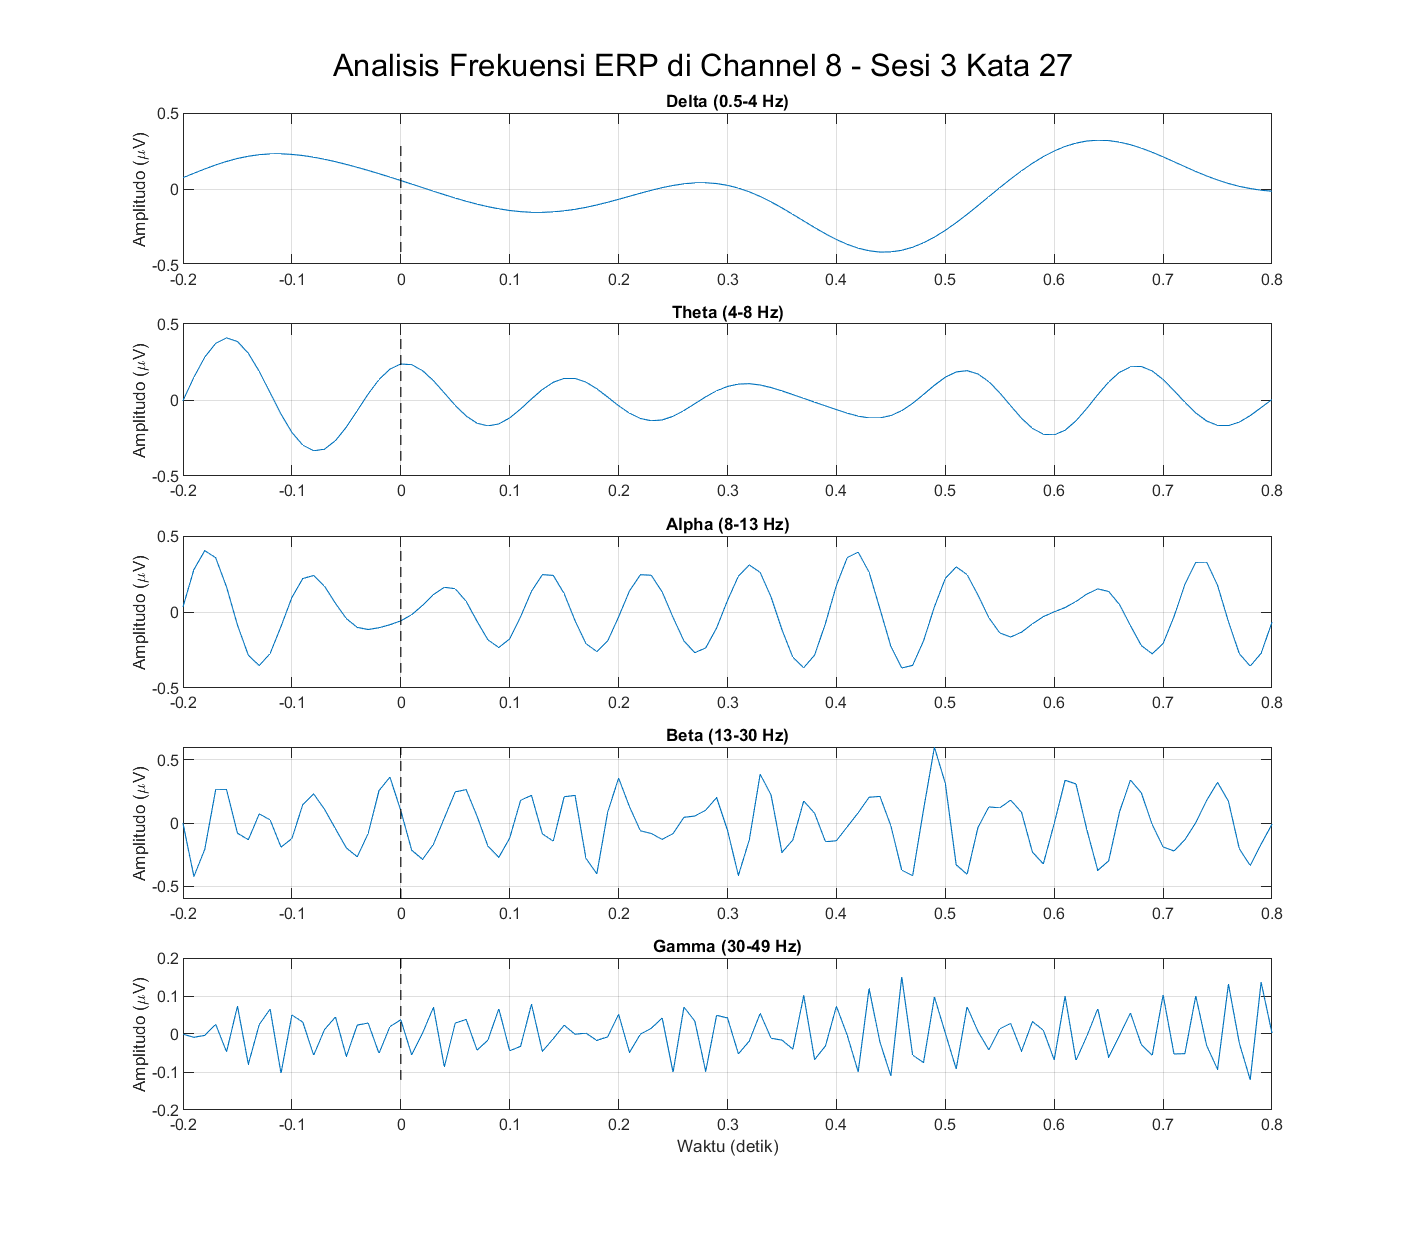 Analisis Frekuensi ERP di Channel 8 - Sesi 3 Kata 27
Delta (0.5-4 Hz)
Amplitudo (μV)
0.5
0
-0.5
-0.2 -0.1 0 0.1 0.2 0.3 0.4 0.5 0.6 0.7 0.8
Theta (4-8 Hz)
Amplitudo (μV)
0.5
0
-0.5
-0.2 -0.1 0 0.1 0.2 0.3 0.4 0.5 0.6 0.7 0.8
Alpha (8-13 Hz)
Amplitudo (μV)
0.5
0
-0.5
-0.2 -0.1 0 0.1 0.2 0.3 0.4 0.5 0.6 0.7 0.8
Beta (13-30 Hz)
Amplitudo (μV)
0.5
0
-0.5
-0.2 -0.1 0 0.1 0.2 0.3 0.4 0.5 0.6 0.7 0.8
Gamma (30-49 Hz)
Amplitudo (μV)
0.2
0.1
0
-0.1
-0.2
-0.2 -0.1 0 0.1 0.2 0.3 0.4 0.5 0.6 0.7 0.8
Waktu (detik)